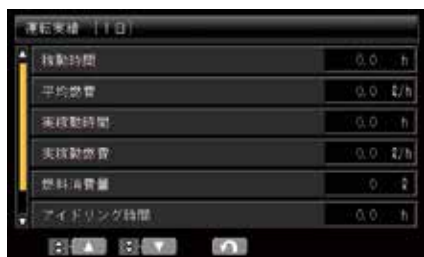 運転実績 [1日]
稼動時間 0.0 h
平均燃費 0.0 ℓ/h
実稼動時間 0.0 h
実稼動燃費 0.0 ℓ/h
燃料消費量 0 ℓ
アイドリング時間 0.0 h